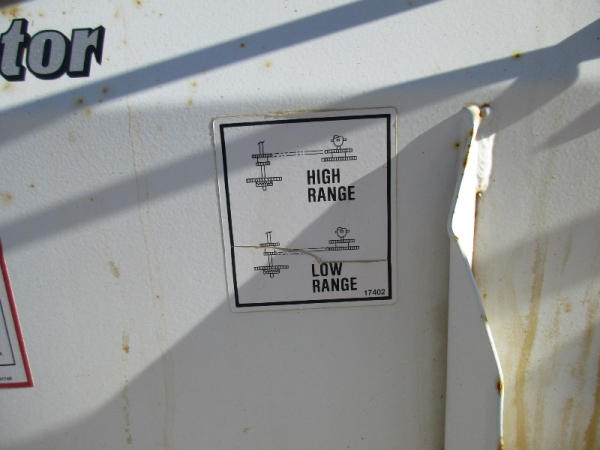 tor
HIGH
RANGE
LOW
RANGE
17402